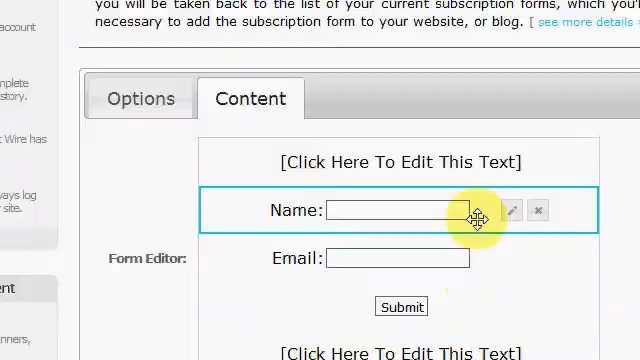 you will be taken back to the list of your current subscription forms, which you'l
necessary to add the subscription form to your website, or blog. [ see more details »
account
mplete
story.
t Wire has
ways log
r site.
nt
nners,
Options
Content
[Click Here To Edit This Text]
Name:
Form Editor:
Email:
Submit
[Click Here To Edit This Text]